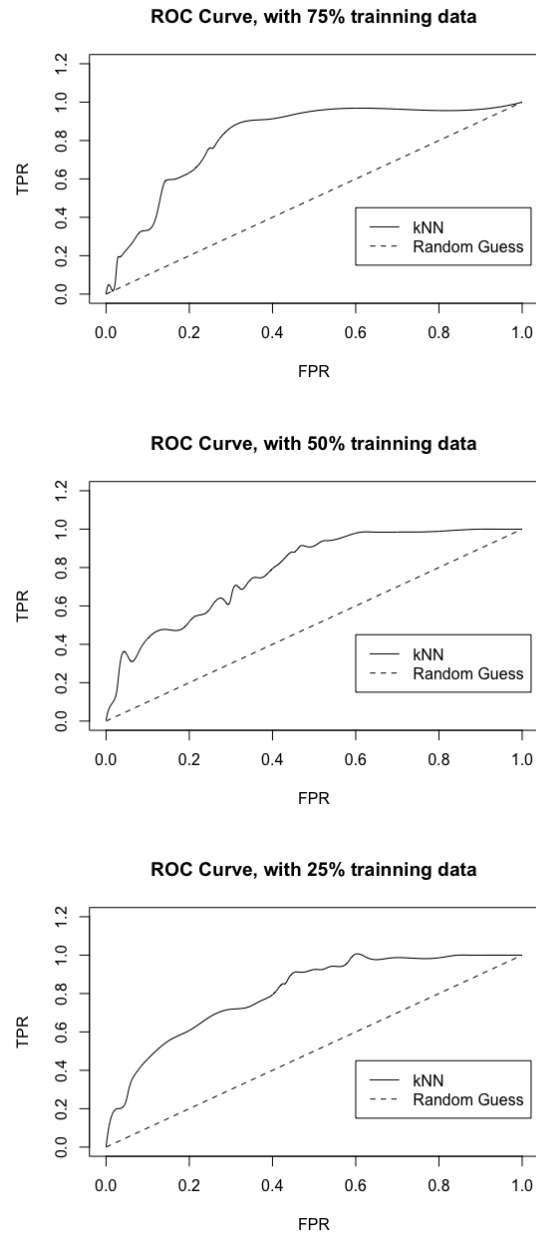 ROC Curve, with 75% trainning data
TPR
0.0 0.2 0.4 0.6 0.8 1.0 1.2
kNN
Random Guess
0.0 0.2 0.4 0.6 0.8 1.0
FPR
ROC Curve, with 50% trainning data
TPR
0.0 0.2 0.4 0.6 0.8 1.0 1.2
kNN
Random Guess
0.0 0.2 0.4 0.6 0.8 1.0
FPR
ROC Curve, with 25% trainning data
TPR
0.0 0.2 0.4 0.6 0.8 1.0 1.2
kNN
Random Guess
0.0 0.2 0.4 0.6 0.8 1.0
FPR